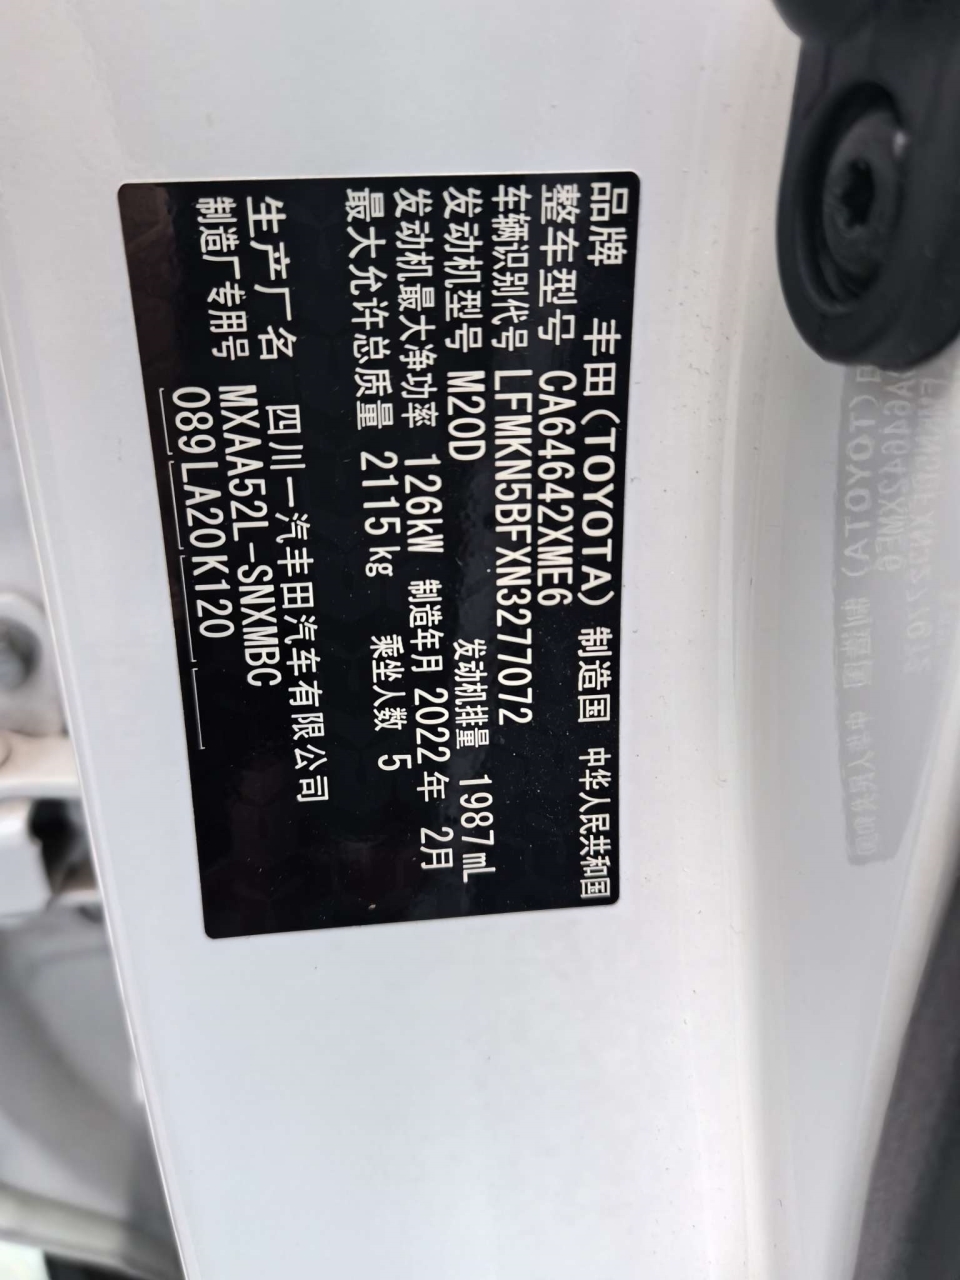 品牌 丰田(TOYOTA) 制造国 中华人民共和国
整车型号 CA64642XME6
车辆识别代号 LFMKN5BFXN3277072
发动机型号 M20D 发动机排量 1987mL
发动机最大净功率 126kW 制造年月 2022年 2月
最大允许总质量 2115kg 乘坐人数 5
生产厂名 四川一汽丰田汽车有限公司
制造厂专用号 MXAA52L-SNXMBC
089LA20K120